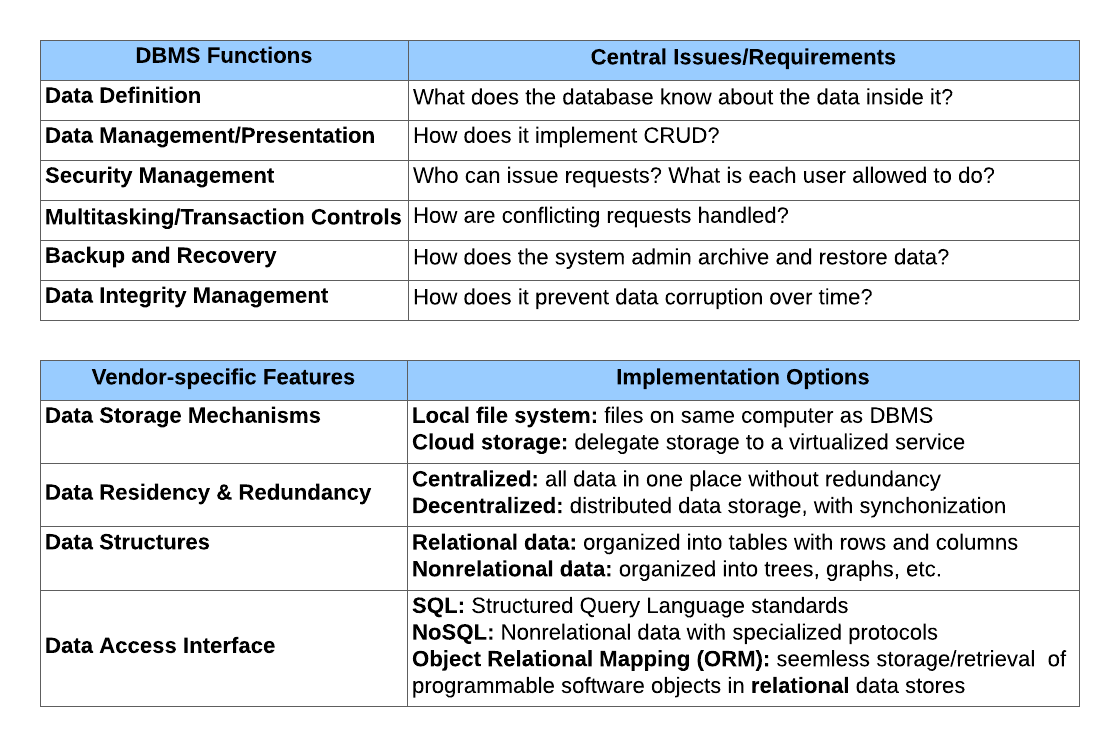 DBMS Functions
Central Issues/Requirements
Data Definition
What does the database know about the data inside it?
Data Management/Presentation
How does it implement CRUD?
Security Management
Who can issue requests? What is each user allowed to do?
Multitasking/Transaction Controls
How are conflicting requests handled?
Backup and Recovery
How does the system admin archive and restore data?
Data Integrity Management
How does it prevent data corruption over time?
Vendor-specific Features
Implementation Options
Data Storage Mechanisms
Local file system: files on same computer as DBMS
Cloud storage: delegate storage to a virtualized service
Data Residency & Redundancy
Centralized: all data in one place without redundancy
Decentralized: distributed data storage, with synchonization
Data Structures
Relational data: organized into tables with rows and columns
Nonrelational data: organized into trees, graphs, etc.
Data Access Interface
SQL: Structured Query Language standards
NoSQL: Nonrelational data with specialized protocols
Object Relational Mapping (ORM): seemless storage/retrieval of
programmable software objects in relational data stores